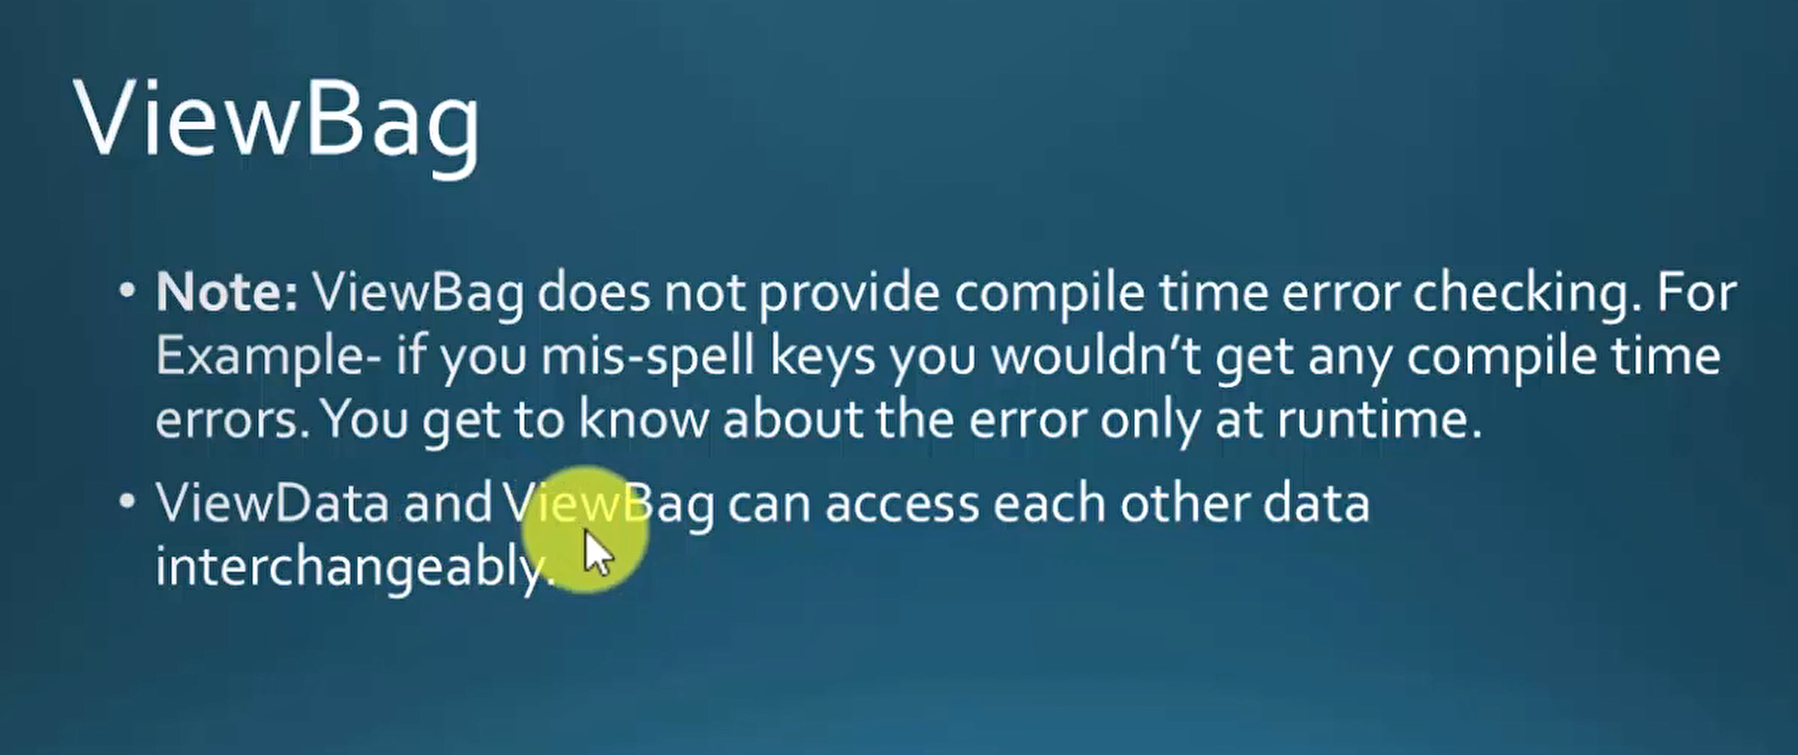 ViewBag
• Note: ViewBag does not provide compile time error checking. For
Example- if you mis-spell keys you wouldn’t get any compile time
errors. You get to know about the error only at runtime.
• ViewData and ViewBag can access each other data
interchangeably.